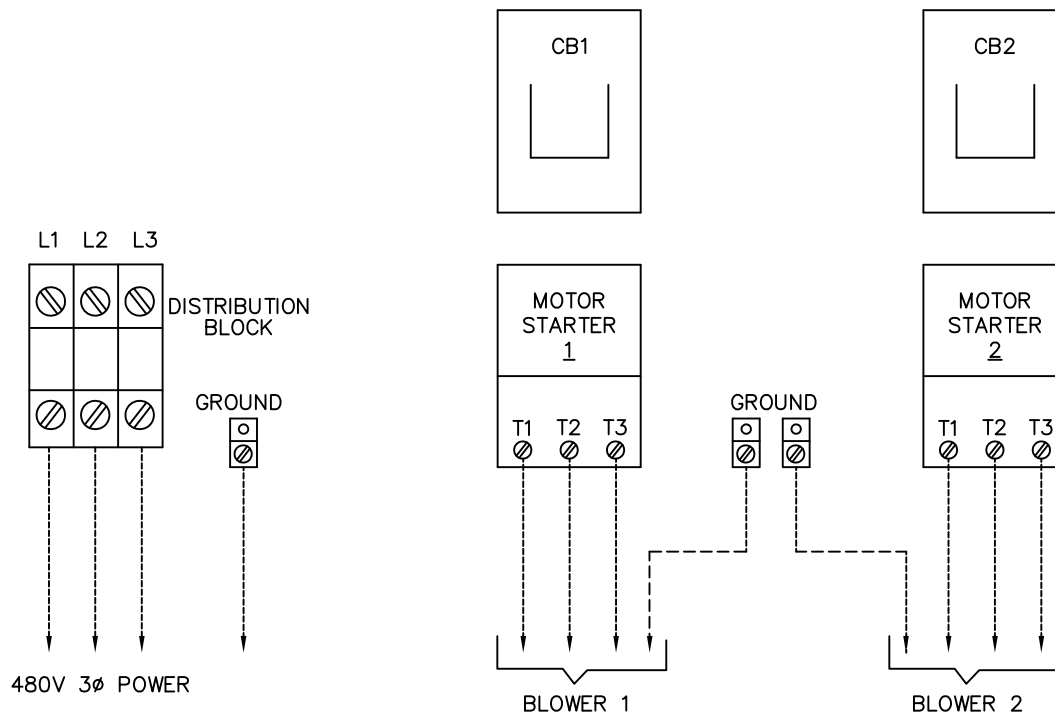 CB1
CB2
L1 L2 L3
DISTRIBUTION
BLOCK
GROUND
480V 3ø POWER
MOTOR
STARTER
1
T1 T2 T3
GROUND
BLOWER 1
MOTOR
STARTER
2
T1 T2 T3
BLOWER 2